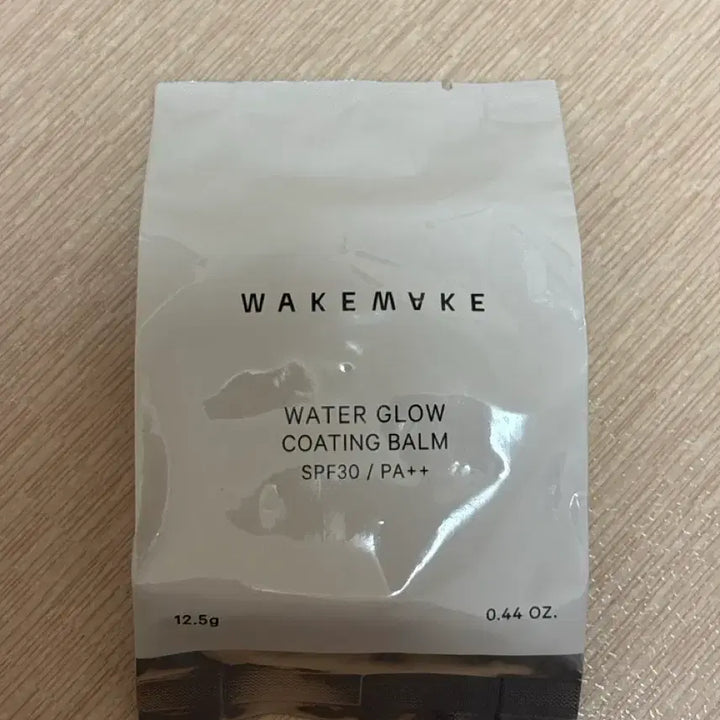 WAKEMAKE
WATER GLOW
COATING BALM
SPF30 / PA++
12.5g
0.44 OZ.